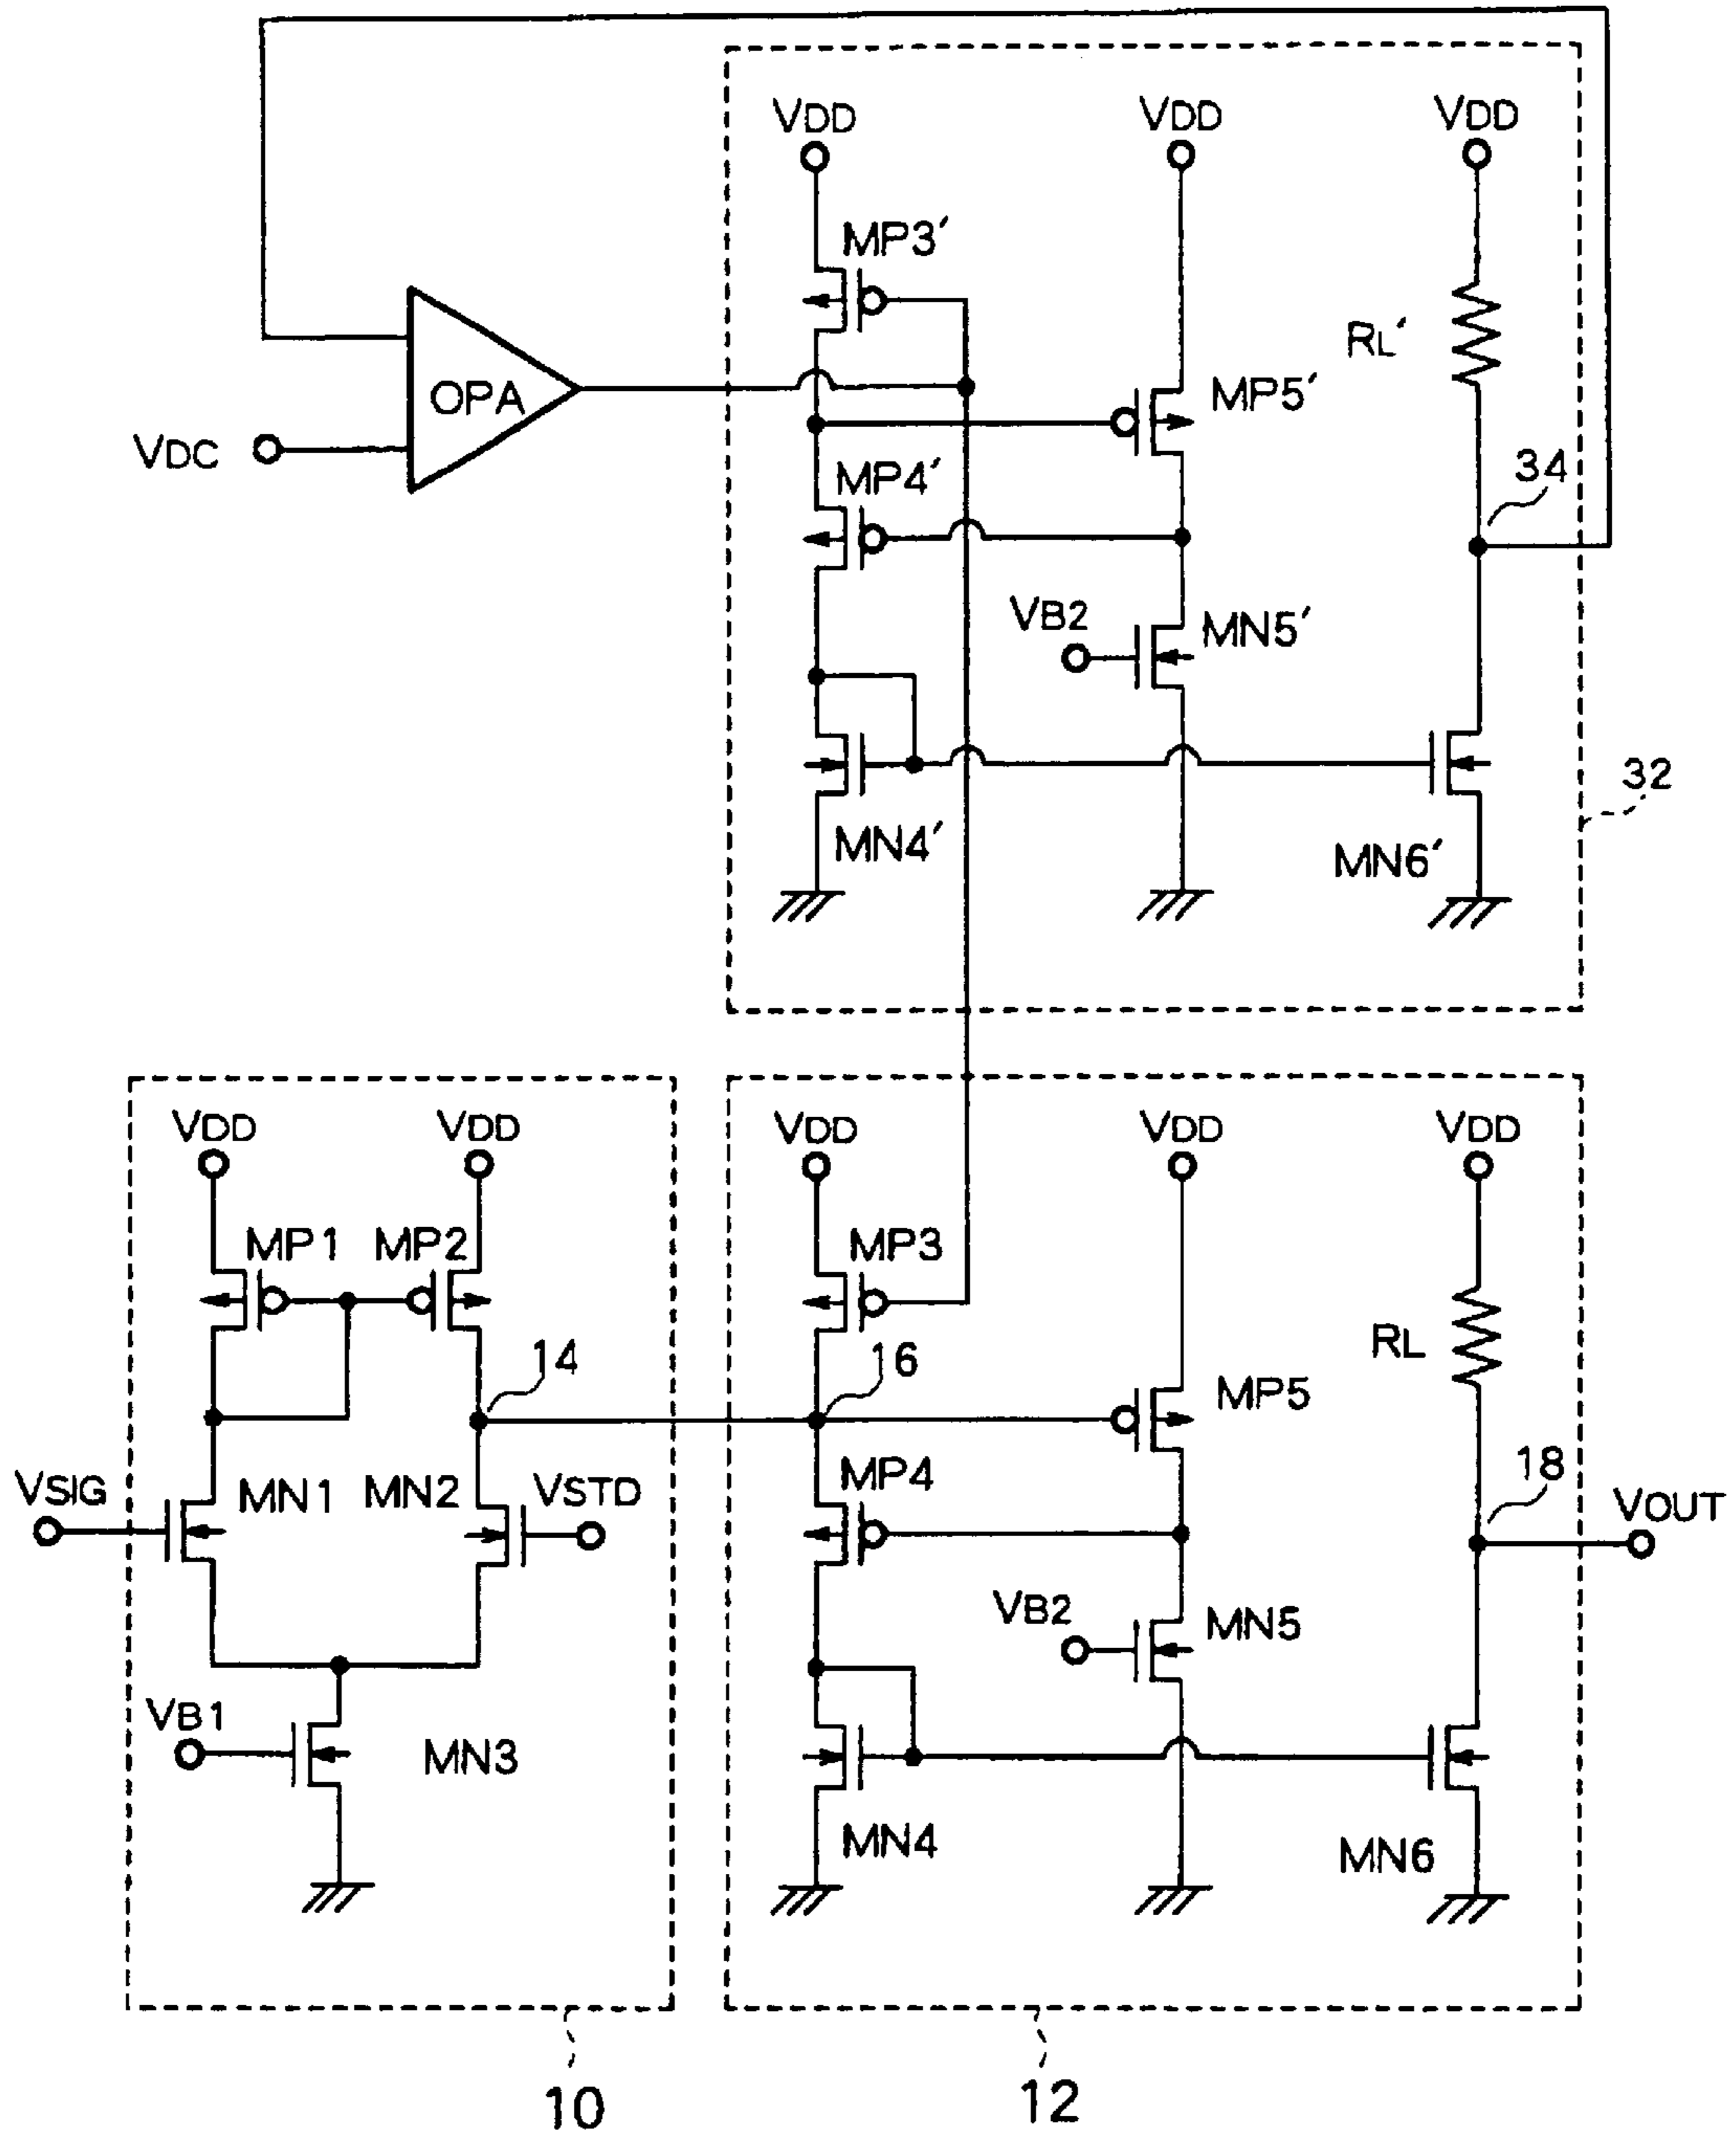 VDD VDD VDD
MP3′
RL′
OPA
MP5′
VDC
MP4′
34
VB2
MN5′
32
MN4′
MN6′
VDD VDD VDD VDD VDD
MP1 MP2 MP3
14
16
RL
MP5
VSIG
MN1 MN2 VSTD
MP4
18
VOUT
VB2
MN5
VB1
MN3
MN4
MN6
10
12